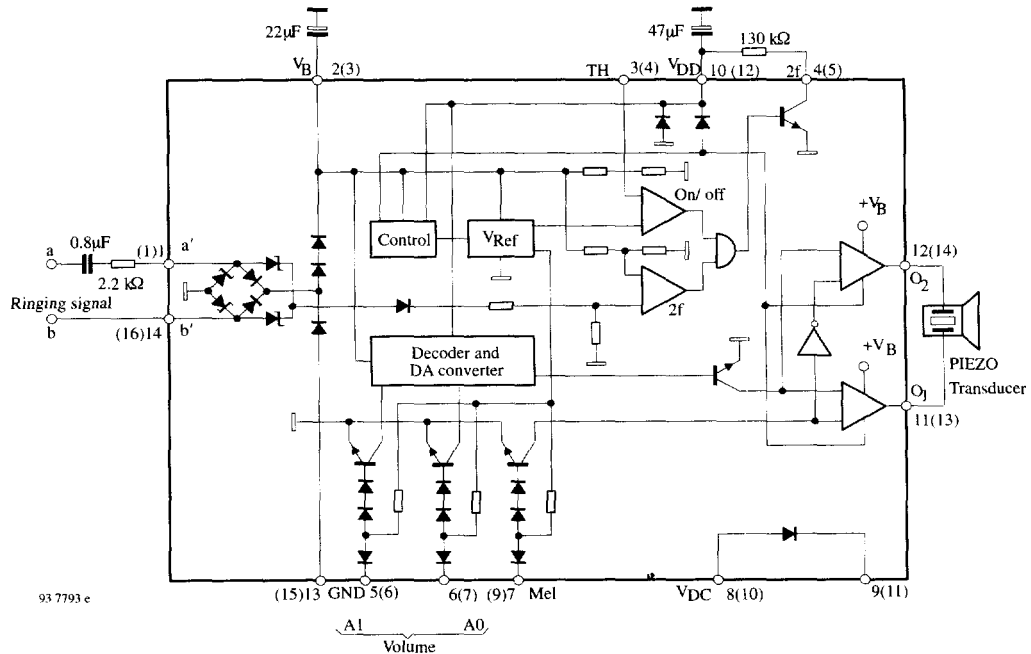 22µF
47µF
130 kΩ
VB 2(3)
TH 3(4) VDD 10 (12) 2f 4(5)
On/ off
+VB
Control
VRef
a 0.8µF (1)1 a'
2.2 kΩ
12(14)
O2
Ringing signal
2f
b (16)14 b'
+VB
PIEZO
Transducer
Decoder and
DA converter
O1
11(13)
(15)13 GND 5(6) 6(7) (9)7 Mel VDC 8(10) 9(11)
93 7793 e
A1 A0
Volume